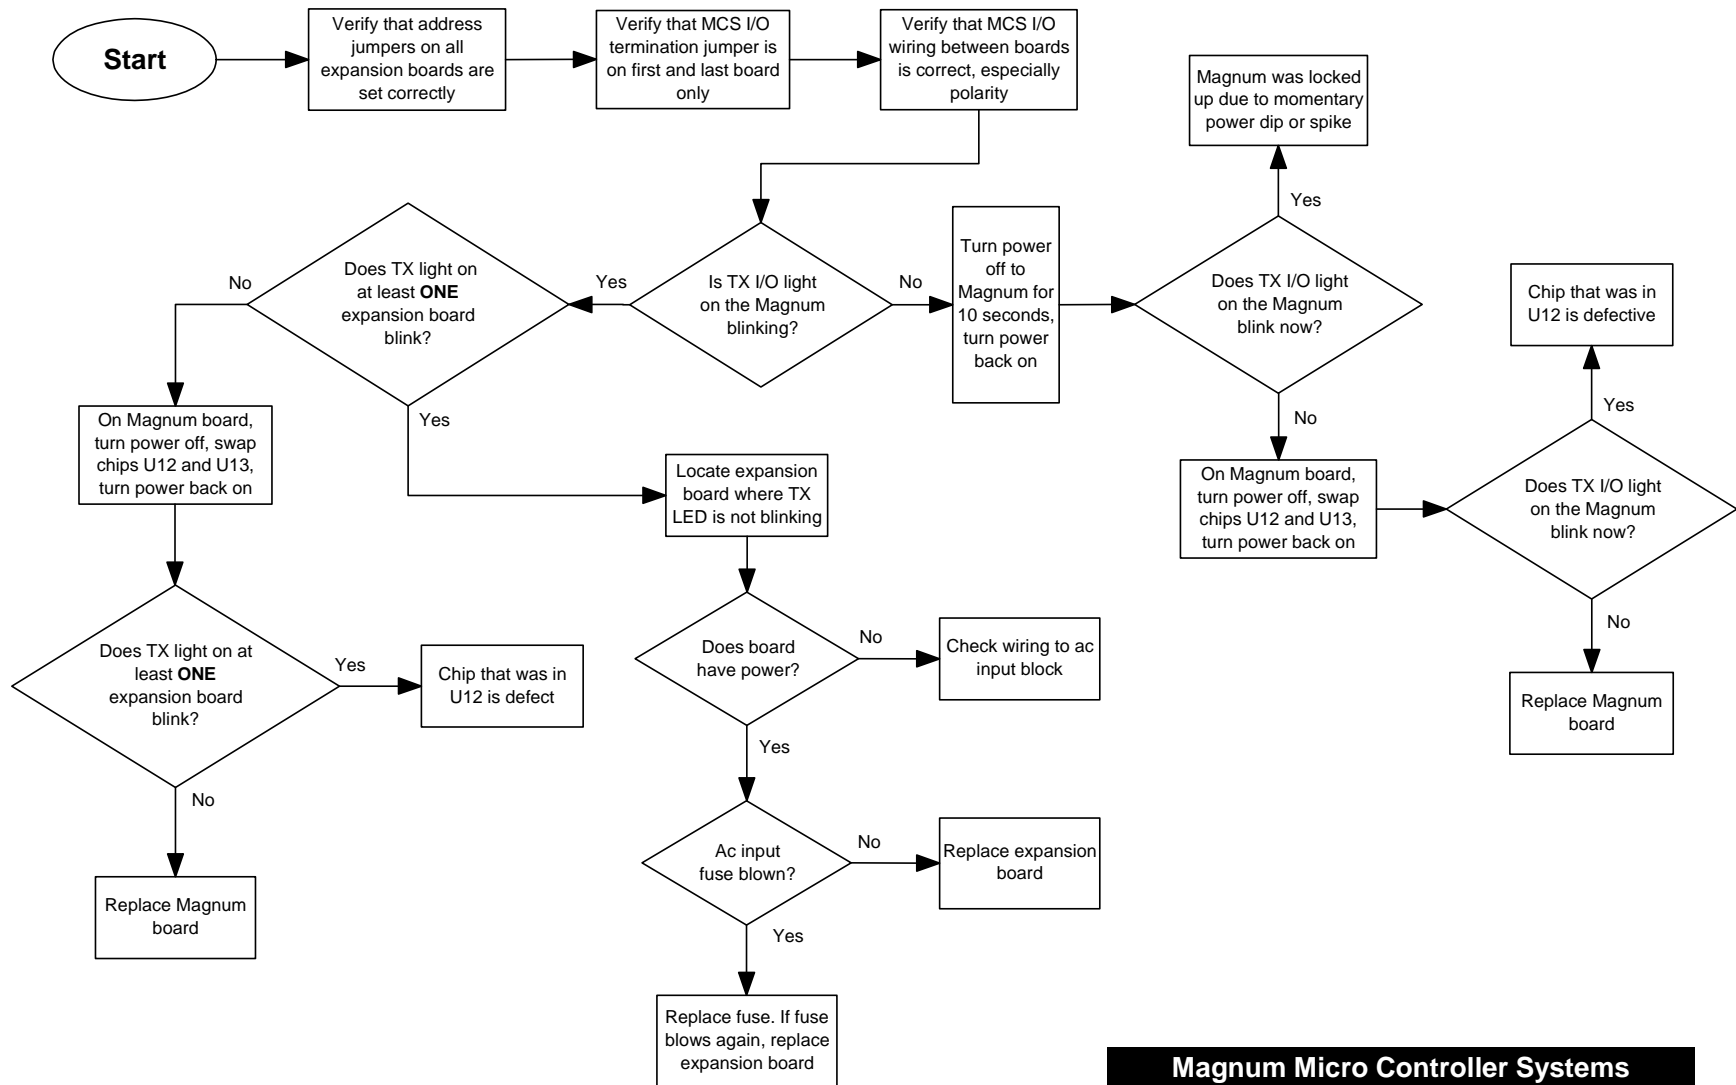 Start
Verify that address
jumpers on all
expansion boards are
set correctly
Verify that MCS I/O
termination jumper is
on first and last board
only
Verify that MCS I/O
wiring between boards
is correct, especially
polarity
Magnum was locked
up due to momentary
power dip or spike
Yes
No
Does TX light on
at least ONE
expansion board
blink?
Yes
Is TX I/O light
on the Magnum
blinking?
No
Turn power
off to
Magnum for
10 seconds,
turn power
back on
Does TX I/O light
on the Magnum
blink now?
Chip that was in
U12 is defective
Yes
No
Yes
On Magnum board,
turn power off, swap
chips U12 and U13,
turn power back on
Locate expansion
board where TX
LED is not blinking
On Magnum board,
turn power off, swap
chips U12 and U13,
turn power back on
Does TX I/O light
on the Magnum
blink now?
No
Does TX light on at
least ONE
expansion board
blink?
Yes
Chip that was in
U12 is defect
Does board
have power?
No
Check wiring to ac
input block
Replace Magnum
board
Yes
No
Ac input
fuse blown?
No
Replace expansion
board
Replace Magnum
board
Yes
Replace fuse. If fuse
blows again, replace
expansion board
Magnum Micro Controller Systems